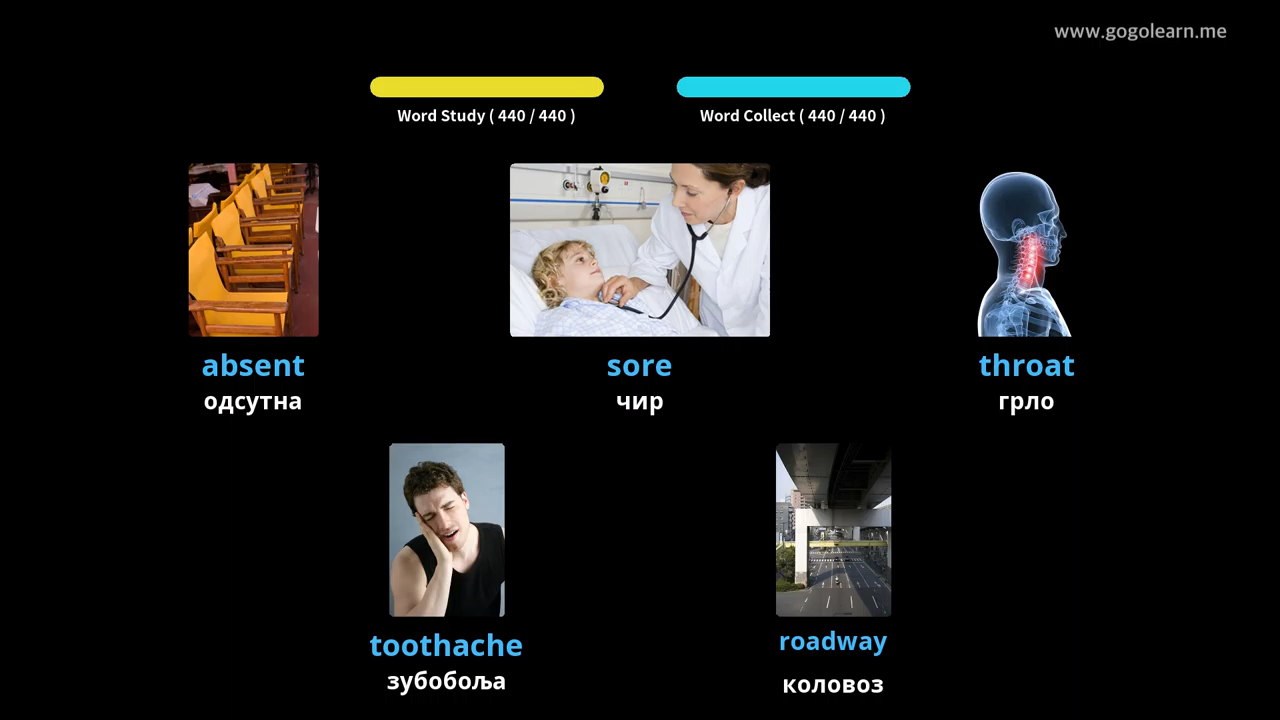 www.gogolearn.me
Word Study ( 440 / 440 )
Word Collect ( 440 / 440 )
absent
одсутна
sore
чир
throat
грло
toothache
зубобоља
roadway
коловоз